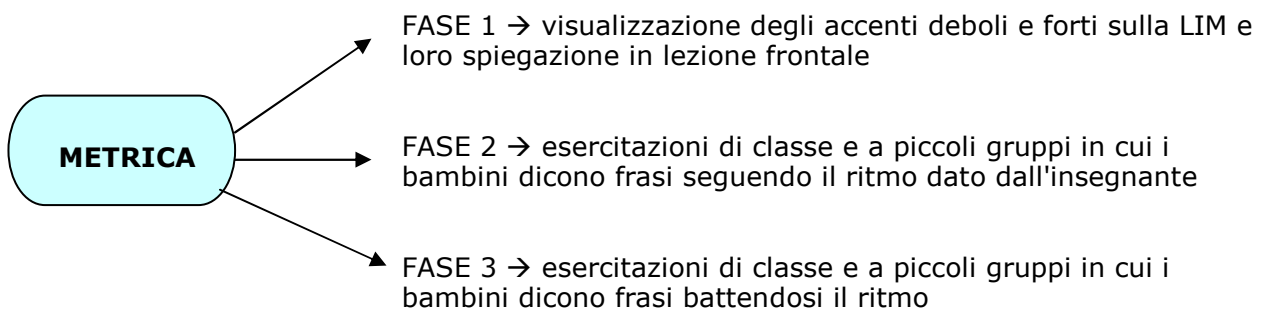 FASE 1 → visualizzazione degli accenti deboli e forti sulla LIM e
loro spiegazione in lezione frontale
METRICA
FASE 2 → esercitazioni di classe e a piccoli gruppi in cui i
bambini dicono frasi seguendo il ritmo dato dall'insegnante
FASE 3 → esercitazioni di classe e a piccoli gruppi in cui i
bambini dicono frasi battendosi il ritmo